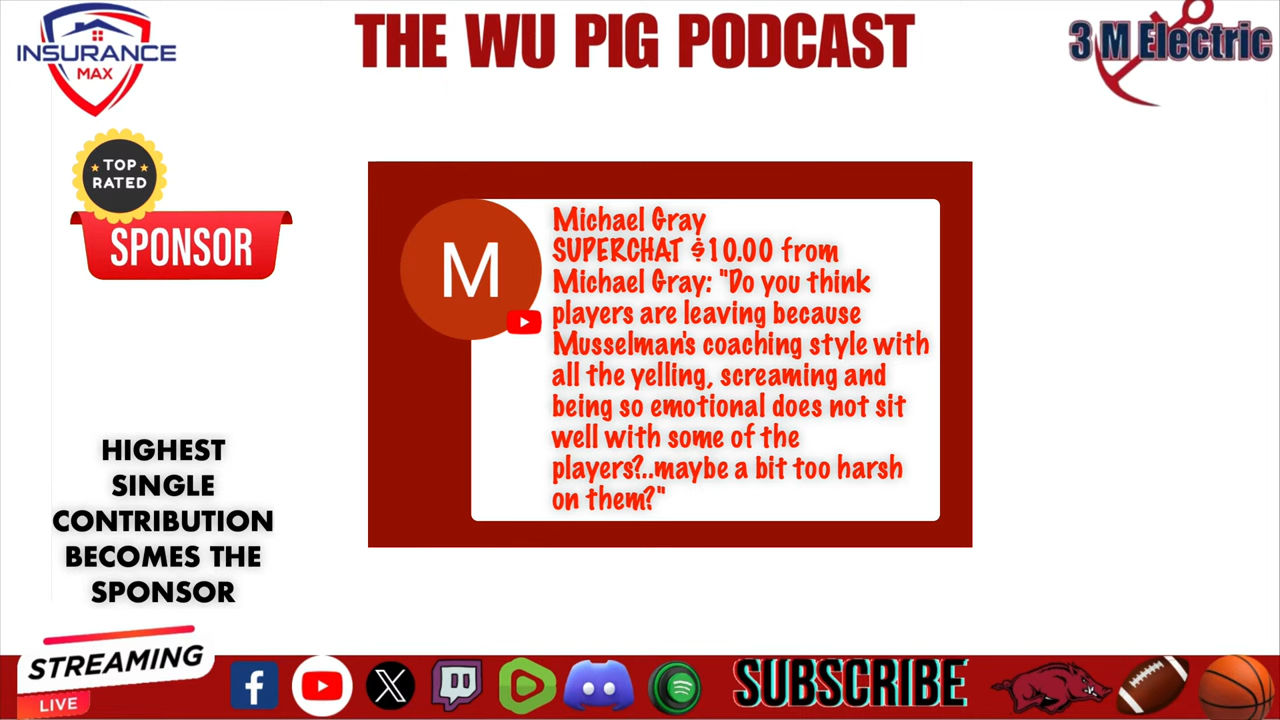 INSURANCE
MAX
THE WU PIG PODCAST
3 M Electric
TOP
RATED
SPONSOR
M
Michael Gray
SUPERCHAT $10.00 from
Michael Gray: "Do you think
players are leaving because
Musselman's coaching style with
all the yelling, screaming and
being so emotional does not sit
well with some of the
players?..maybe a bit too harsh
on them?"
HIGHEST
SINGLE
CONTRIBUTION
BECOMES THE
SPONSOR
STREAMING
LIVE
SUBSCRIBE